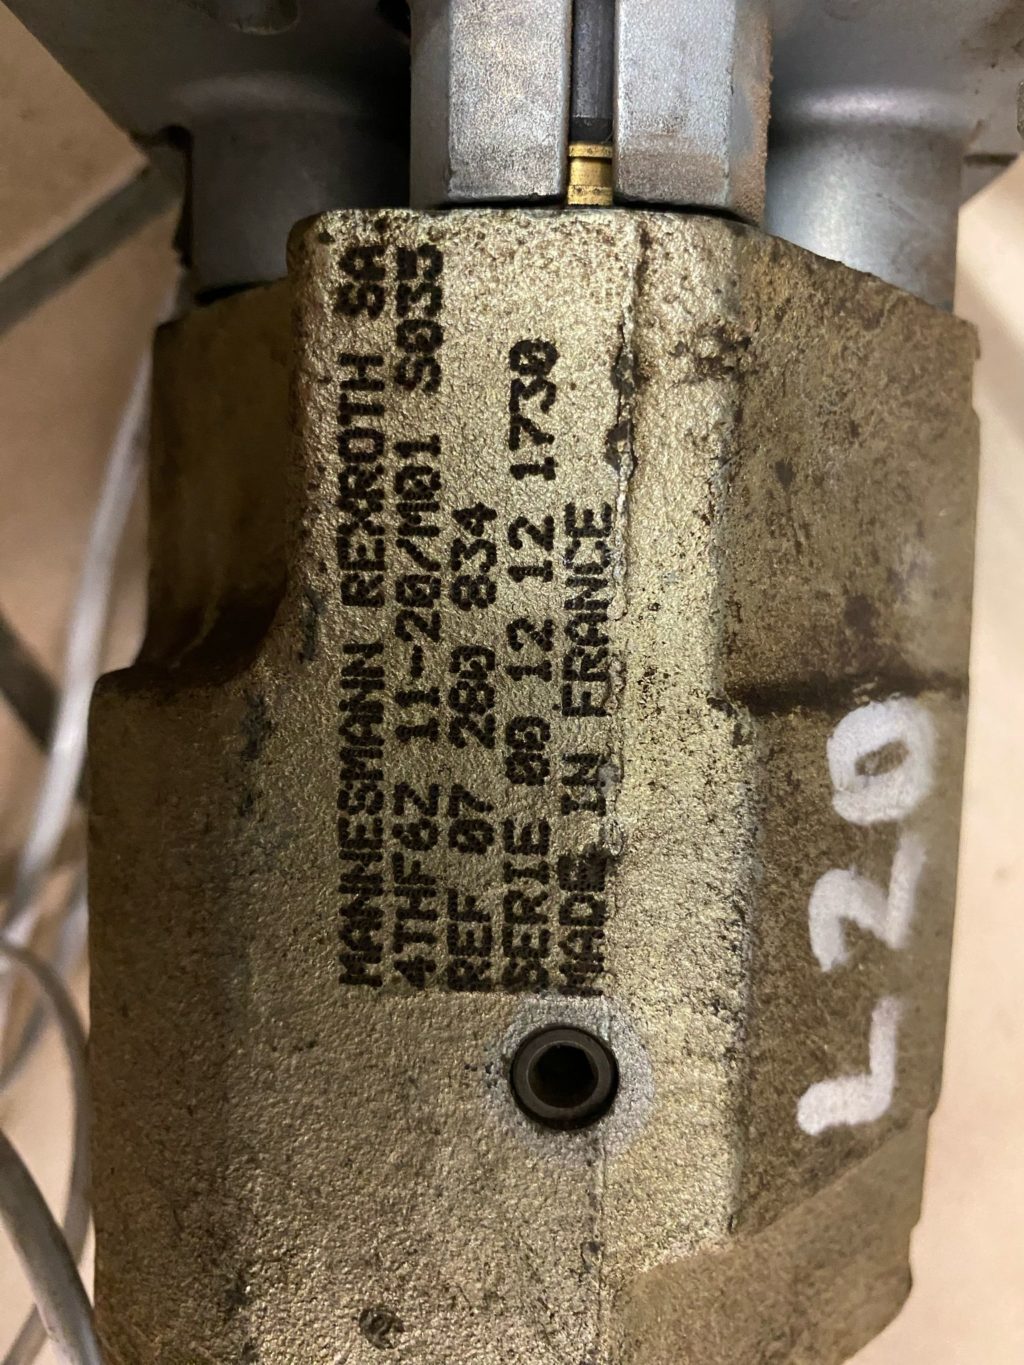 MANNESMANN REXROTH SA
4THF6Z 11-20/M01 S035
REF 07 280 834
SERIE 00 12 12 1730
MADE IN FRANCE
L20